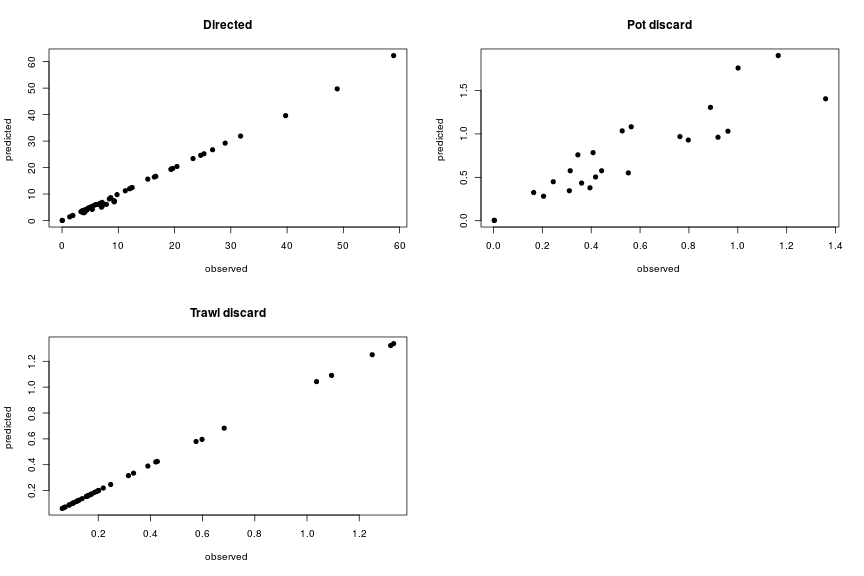 Directed
60
50
40
30
20
10
0
predicted
0 10 20 30 40 50 60
observed
Pot discard
1.5
1.0
0.5
0.0
predicted
0.0 0.2 0.4 0.6 0.8 1.0 1.2 1.4
observed
Trawl discard
1.2
1.0
0.8
0.6
0.4
0.2
predicted
0.2 0.4 0.6 0.8 1.0 1.2
observed